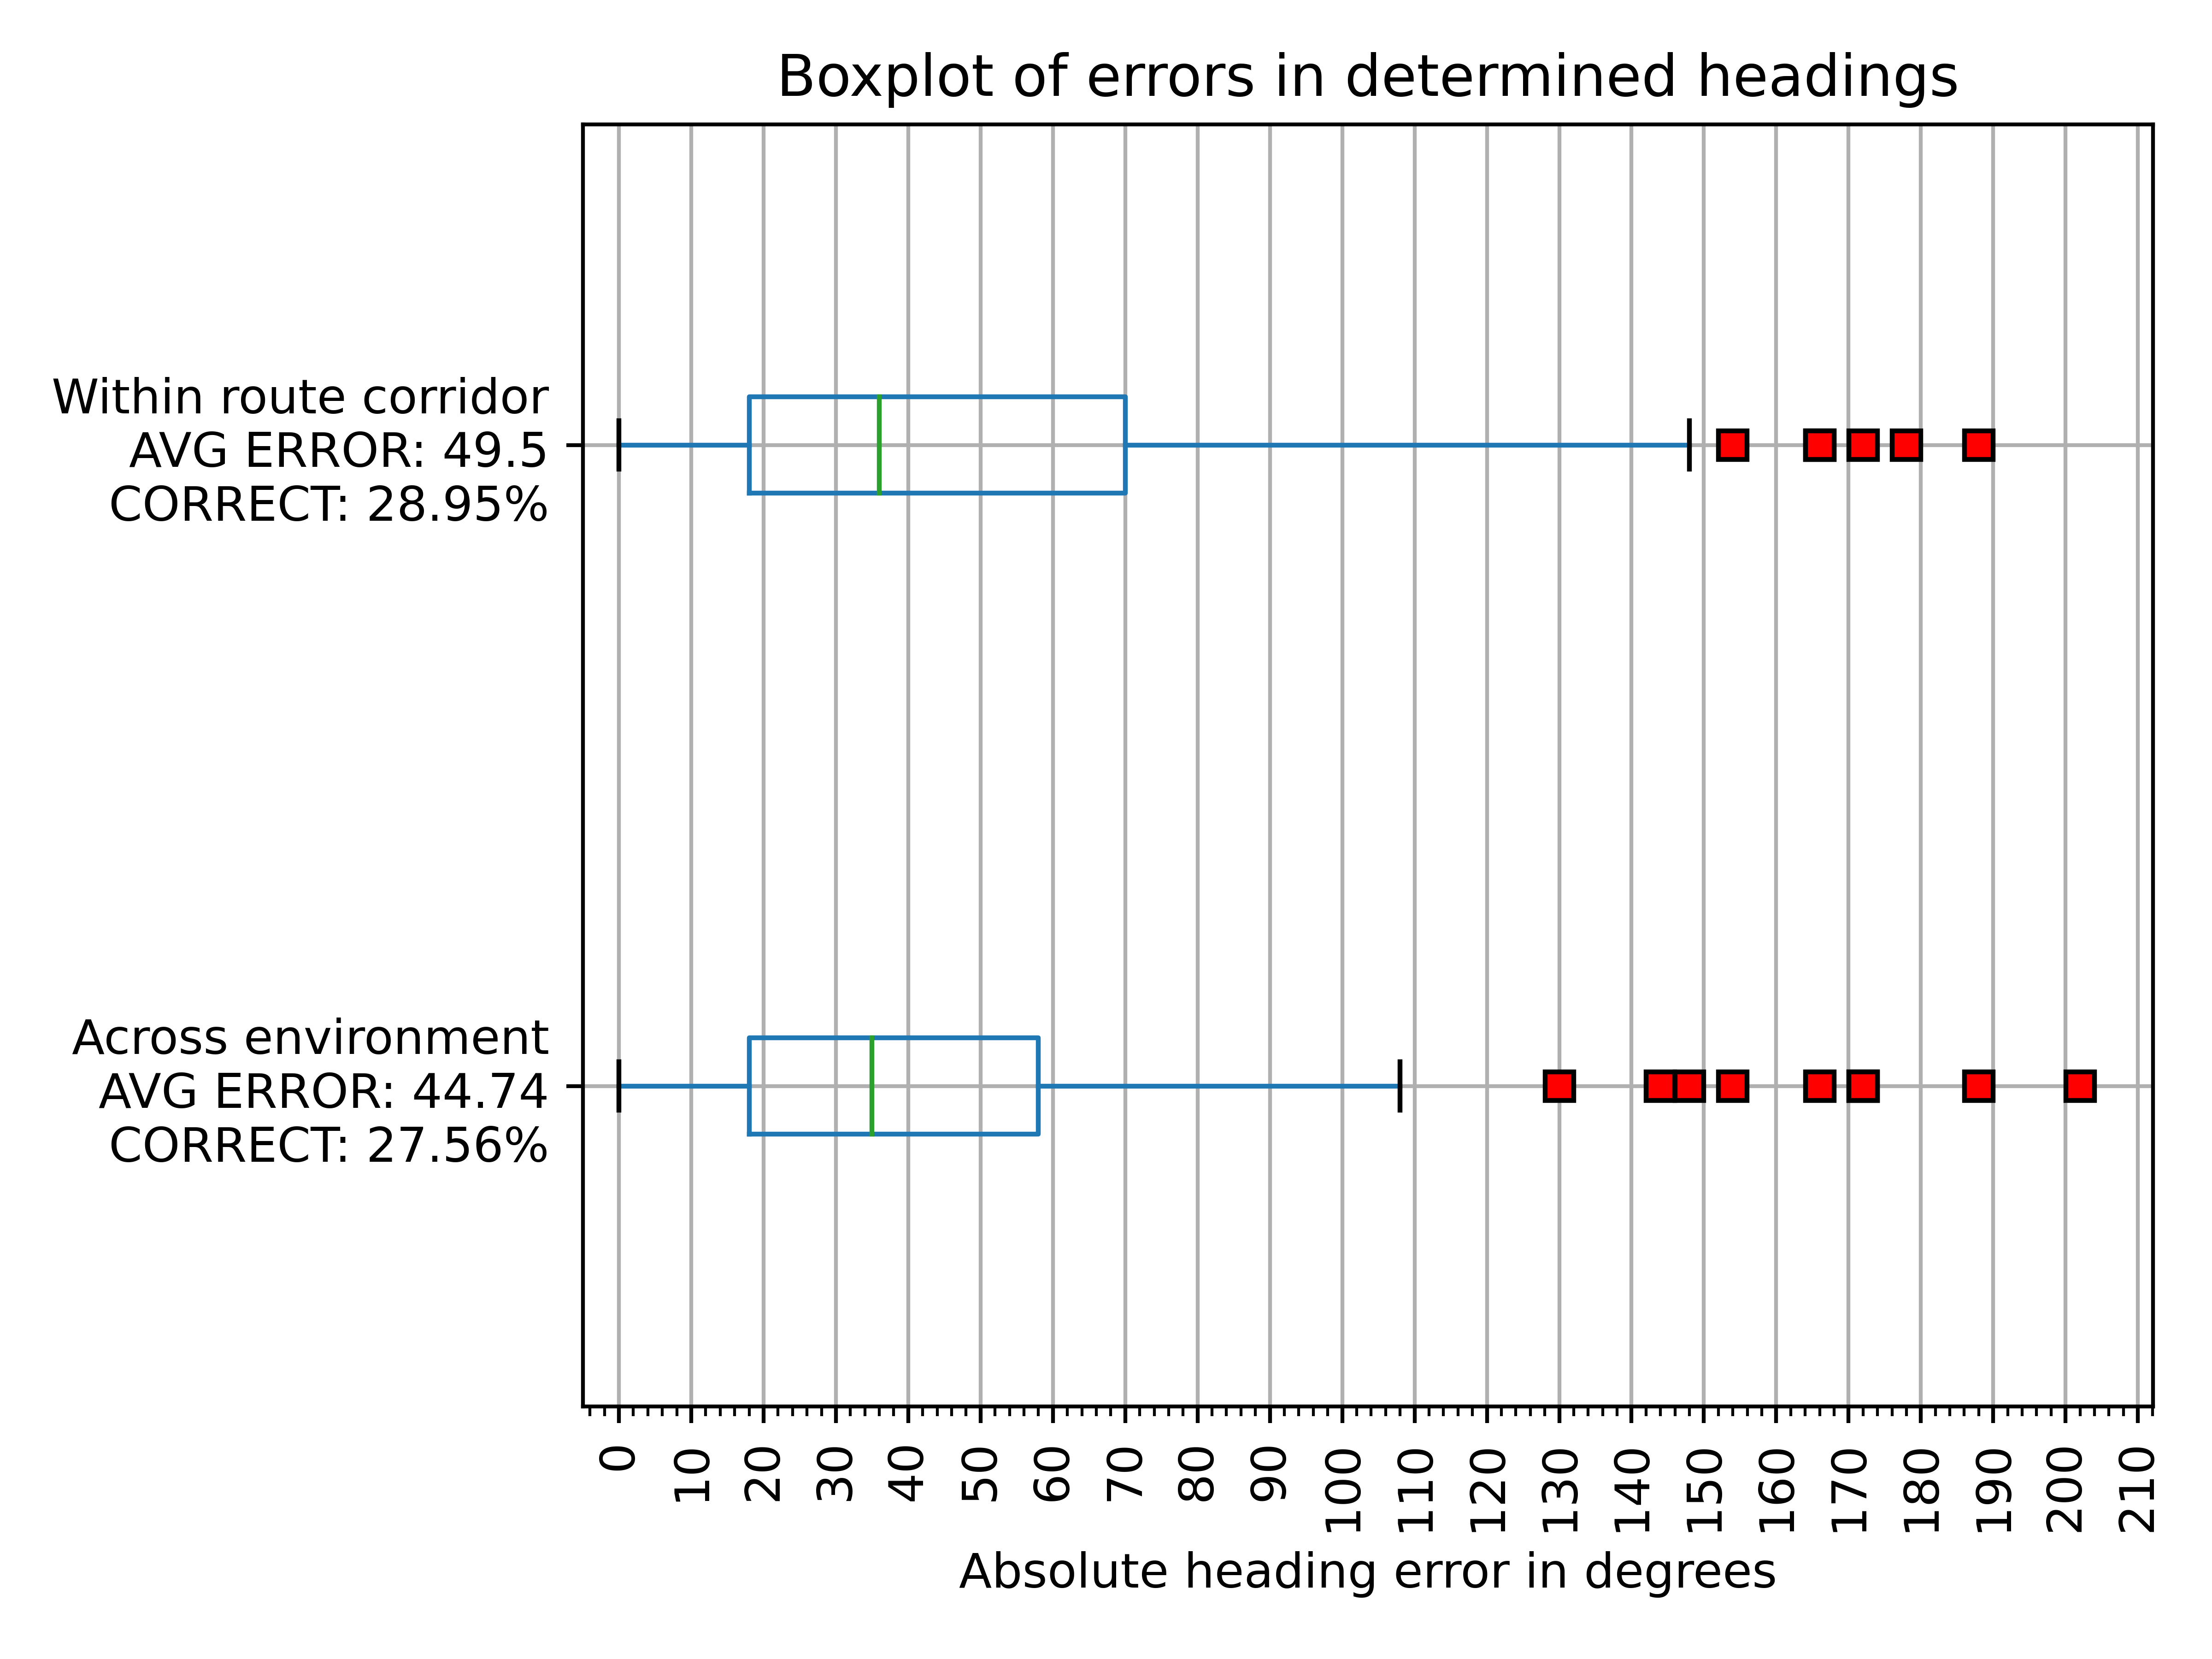 Boxplot of errors in determined headings
Within route corridor
AVG ERROR: 49.5
CORRECT: 28.95%
Across environment
AVG ERROR: 44.74
CORRECT: 27.56%
0 10 20 30 40 50 60 70 80 90 100 110 120 130 140 150 160 170 180 190 200 210
Absolute heading error in degrees